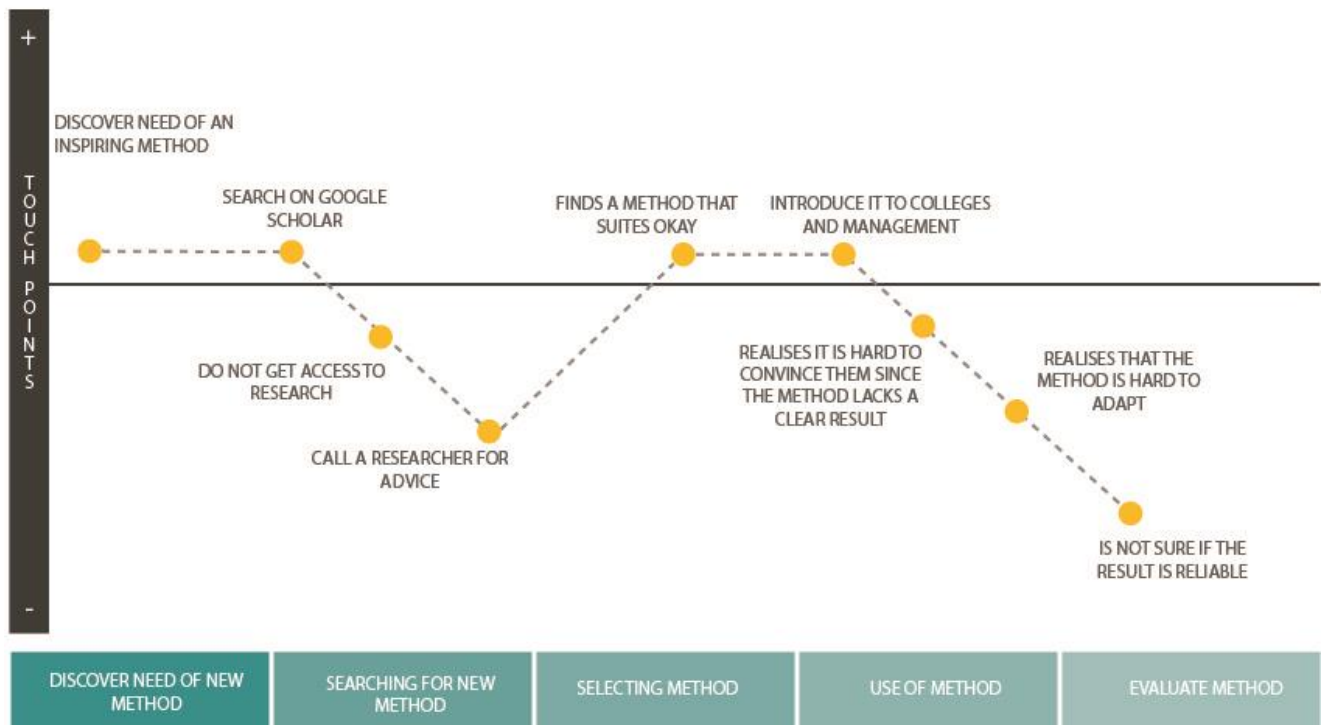 +
TOUCH POINTS
-
DISCOVER NEED OF AN
INSPIRING METHOD
SEARCH ON GOOGLE
SCHOLAR
DO NOT GET ACCESS TO
RESEARCH
CALL A RESEARCHER FOR
ADVICE
FINDS A METHOD THAT
SUITES OKAY
INTRODUCE IT TO COLLEGES
AND MANAGEMENT
REALISES IT IS HARD TO
CONVINCE THEM SINCE
THE METHOD LACKS A
CLEAR RESULT
REALISES THAT THE
METHOD IS HARD TO
ADAPT
IS NOT SURE IF THE
RESULT IS RELIABLE
DISCOVER NEED OF NEW
METHOD
SEARCHING FOR NEW
METHOD
SELECTING METHOD
USE OF METHOD
EVALUATE METHOD